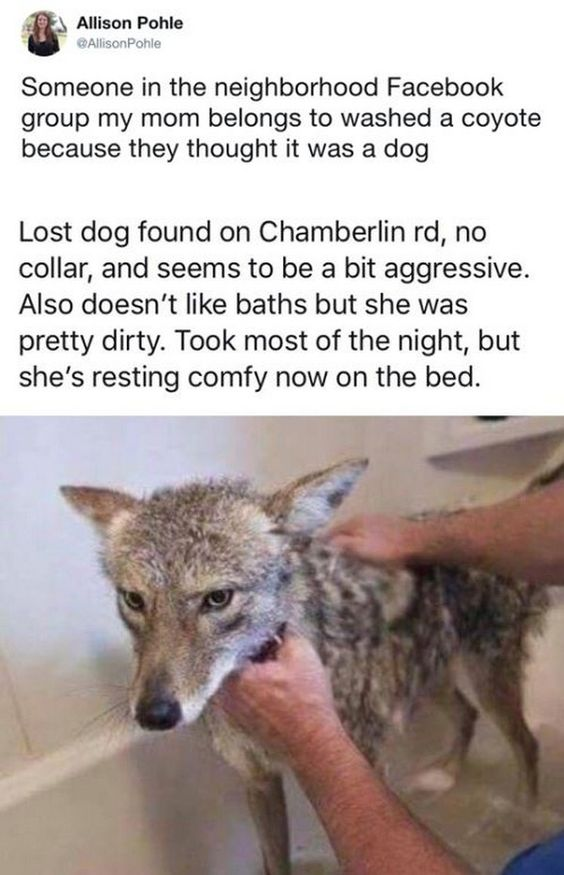 Allison Pohle
@AllisonPohle
Someone in the neighborhood Facebook
group my mom belongs to washed a coyote
because they thought it was a dog
Lost dog found on Chamberlin rd, no
collar, and seems to be a bit aggressive.
Also doesn't like baths but she was
pretty dirty. Took most of the night, but
she's resting comfy now on the bed.